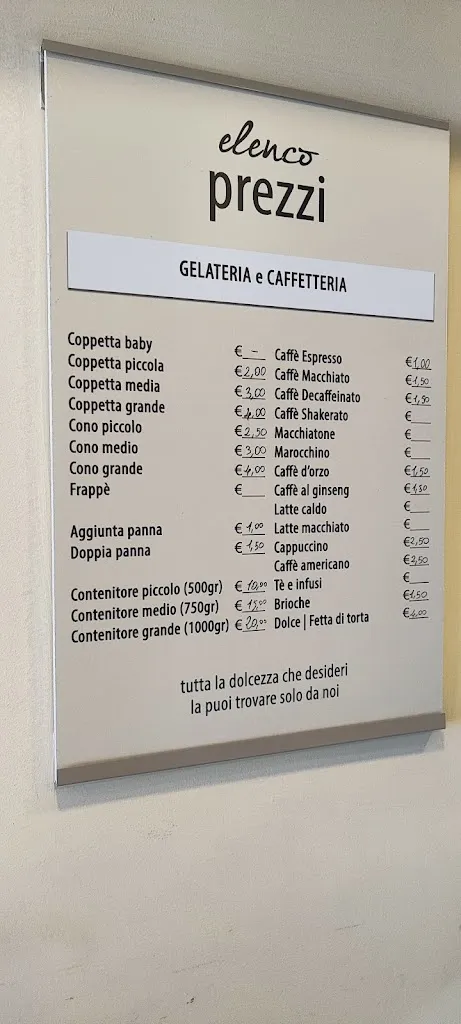 elenco
prezzi
GELATERIA e CAFFETTERIA
Coppetta baby € -
Coppetta piccola € 2,00
Coppetta media € 3,00
Coppetta grande € 4,00
Cono piccolo € 2,50
Cono medio € 3,00
Cono grande € 4,00
Frappè €
Aggiunta panna € 1,00
Doppia panna € 1,50
Contenitore piccolo (500gr) € 10,00
Contenitore medio (750gr) € 15,00
Contenitore grande (1000gr) € 20,00
Caffè Espresso € 1,00
Caffè Macchiato € 1,50
Caffè Decaffeinato € 1,50
Caffè Shakerato €
Macchiatone €
Marocchino €
Caffè d'orzo € 1,50
Caffè al ginseng € 1,50
Latte caldo €
Latte macchiato €
Cappuccino € 2,50
Caffè americano € 2,50
Tè e infusi €
Brioche € 1,50
Dolce | Fetta di torta € 4,00
tutta la dolcezza che desideri
la puoi trovare solo da noi